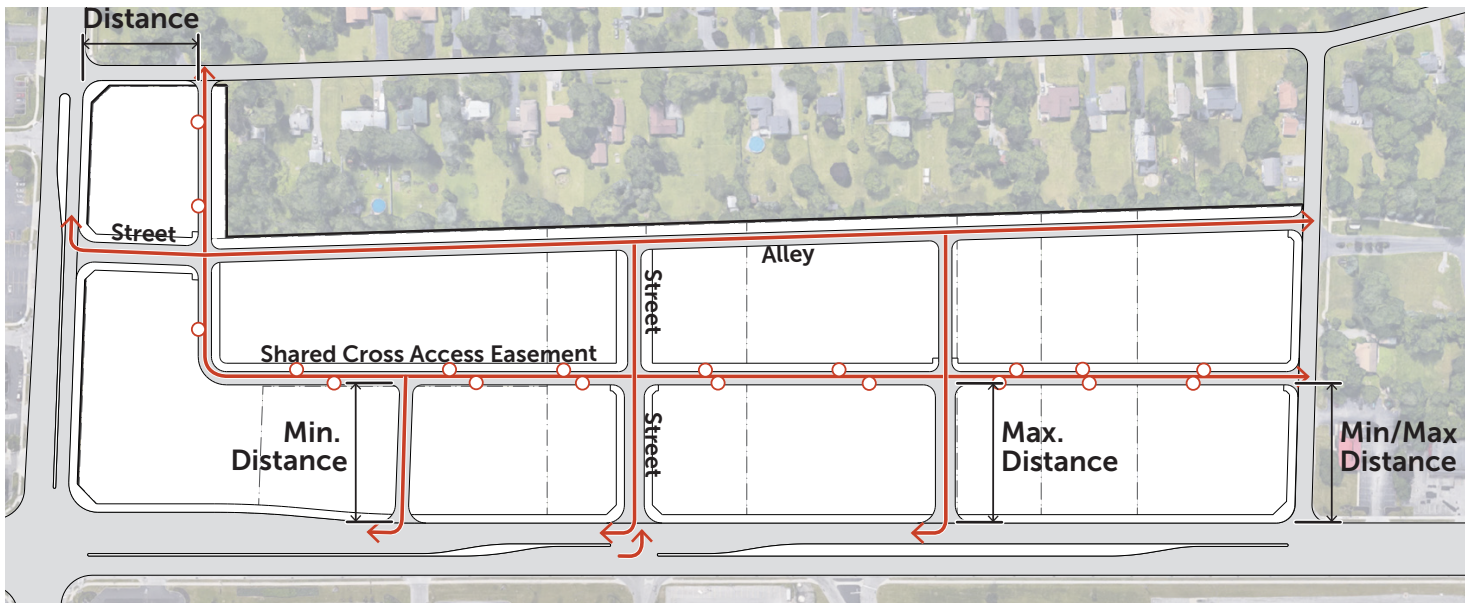 Distance
Street
Alley
Street
Shared Cross Access Easement
Street
Min.
Distance
Max.
Distance
Min/Max
Distance